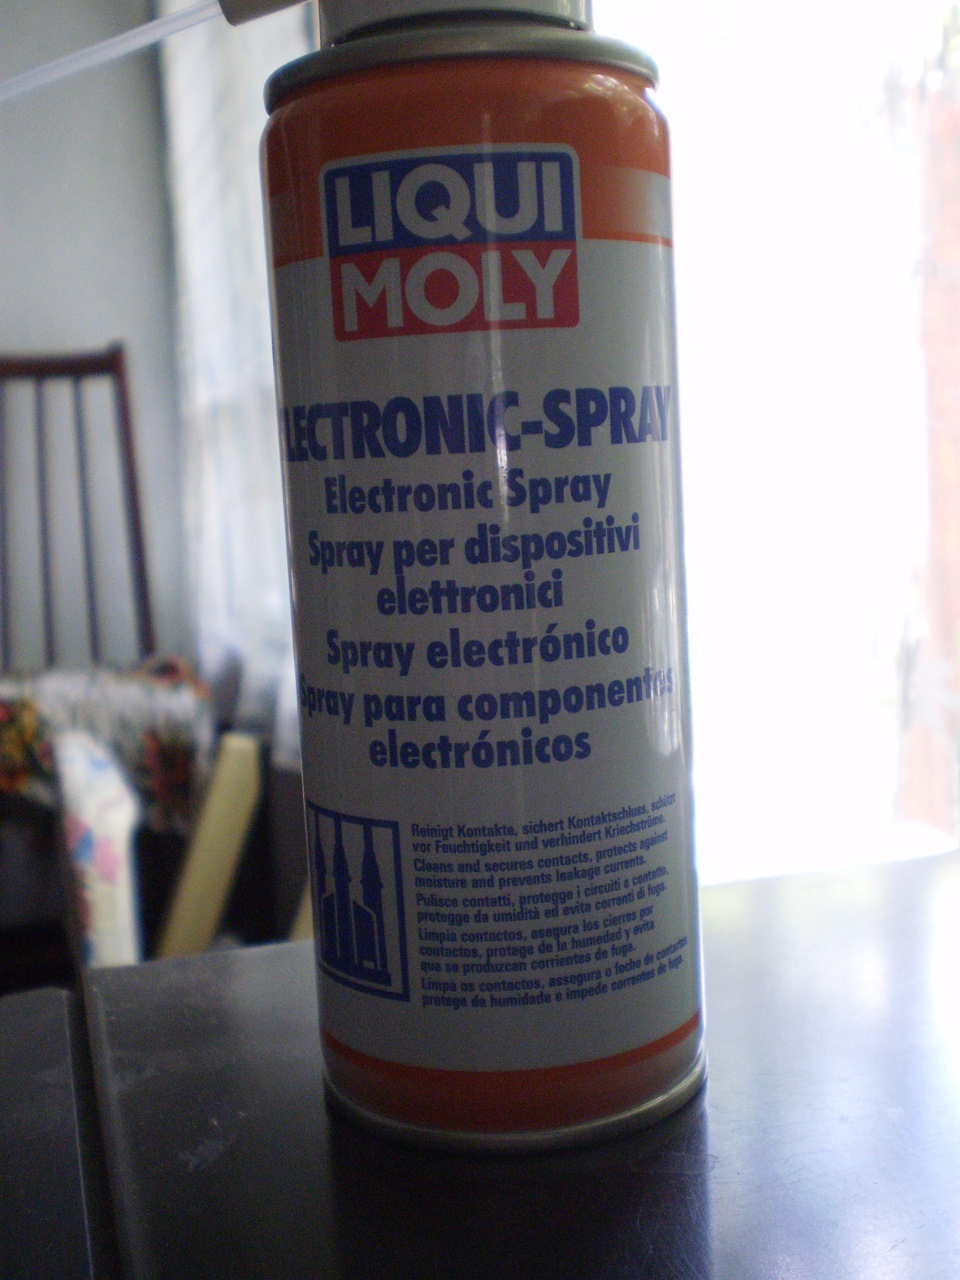 LIQUI
MOLY
LECTRONIC-SPRAY
Electronic Spray
Spray per dispositivi
elettronici
Spray electrónico
Spray para componentes
electrónicos
Reinigt Kontakte, sichert Kontaktschluss, schützt
vor Feuchtigkeit und verhindert Kriechströme.
Cleans and secures contacts, protects against
moisture and prevents leakage currents.
Pulisce contatti, protegge i circuiti a contatto,
protegge da umidità ed evita correnti di fuga.
Limpia contactos, asegura los cierres por
contactos, protege de la humedad y evita
que se produzcan corrientes de fuga.
Limpa os contactos, assegura o fecho de contactos
protege da humidade e impede correntes de fuga.